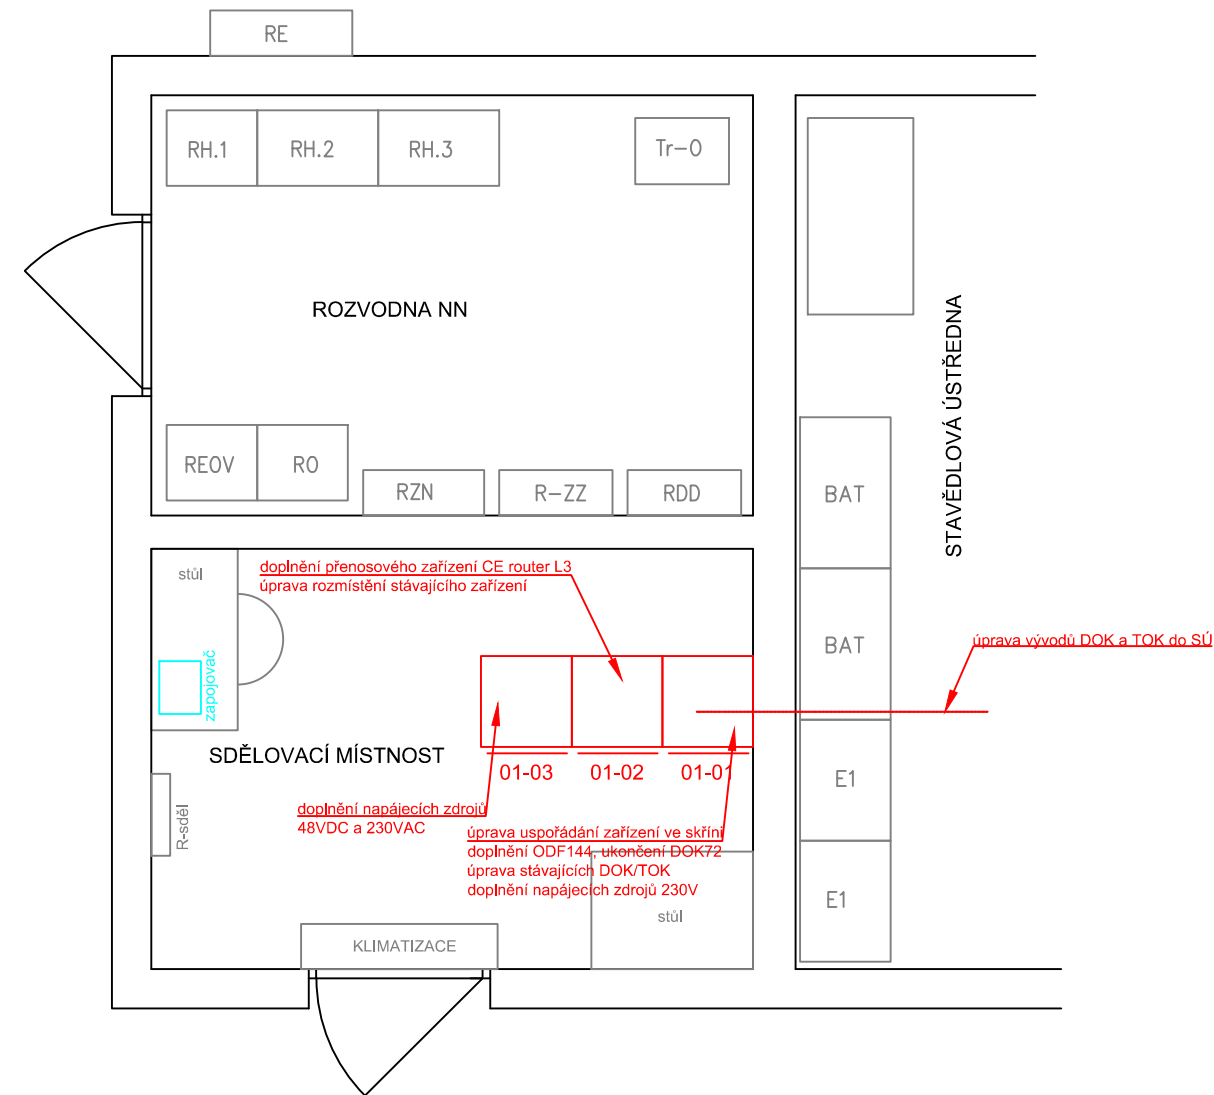 RE
RH.1
RH.2
RH.3
Tr-0
ROZVODNA NN
STAVĚDLOVÁ ÚSTŘEDNA
REOV
RO
RZN
R-ZZ
RDD
BAT
stůl
doplnění přenosového zařízení CE router L3
úprava rozmístění stávajícího zařízení
BAT
úprava vývodů DOK a TOK do SÚ
zapojovač
SDĚLOVACÍ MÍSTNOST
01-03
01-02
01-01
E1
R-sděl
doplnění napájecích zdrojů
48VDC a 230VAC
úprava uspořádání zařízení ve skříni
doplnění ODF144, ukončení DOK72
úprava stávajících DOK/TOK
doplnění napájecích zdrojů 230V
E1
stůl
KLIMATIZACE